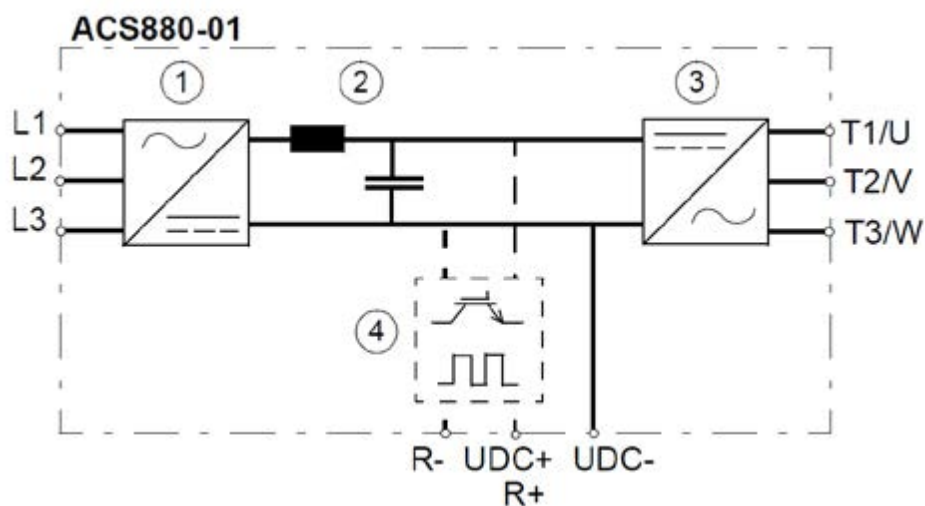 ACS880-01
1 2 3
L1 T1/U
L2 T2/V
L3 T3/W
4
R- UDC+ UDC-
R+